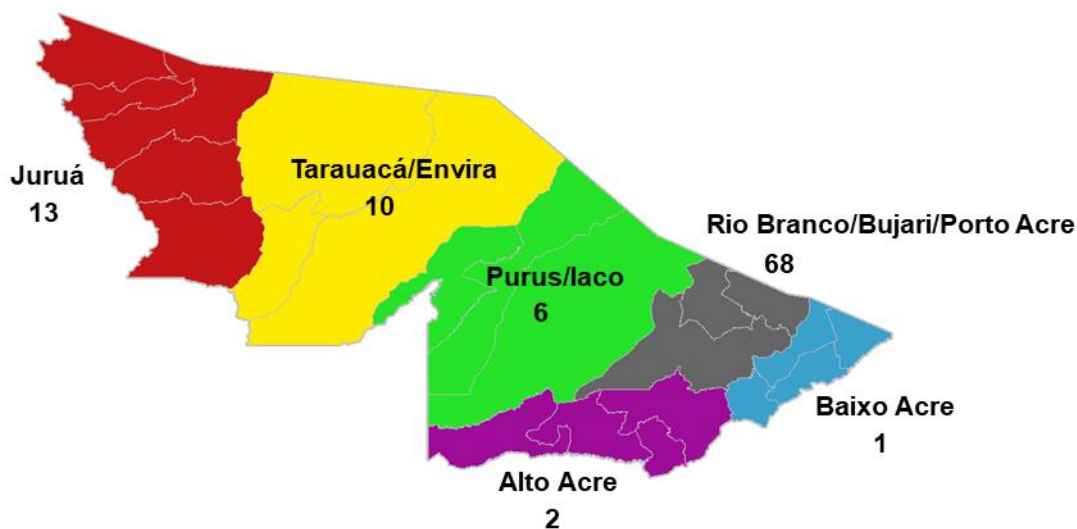 Juruá
13
Tarauacá/Envira
10
Purus/Iaco
6
Rio Branco/Bujari/Porto Acre
68
Baixo Acre
1
Alto Acre
2